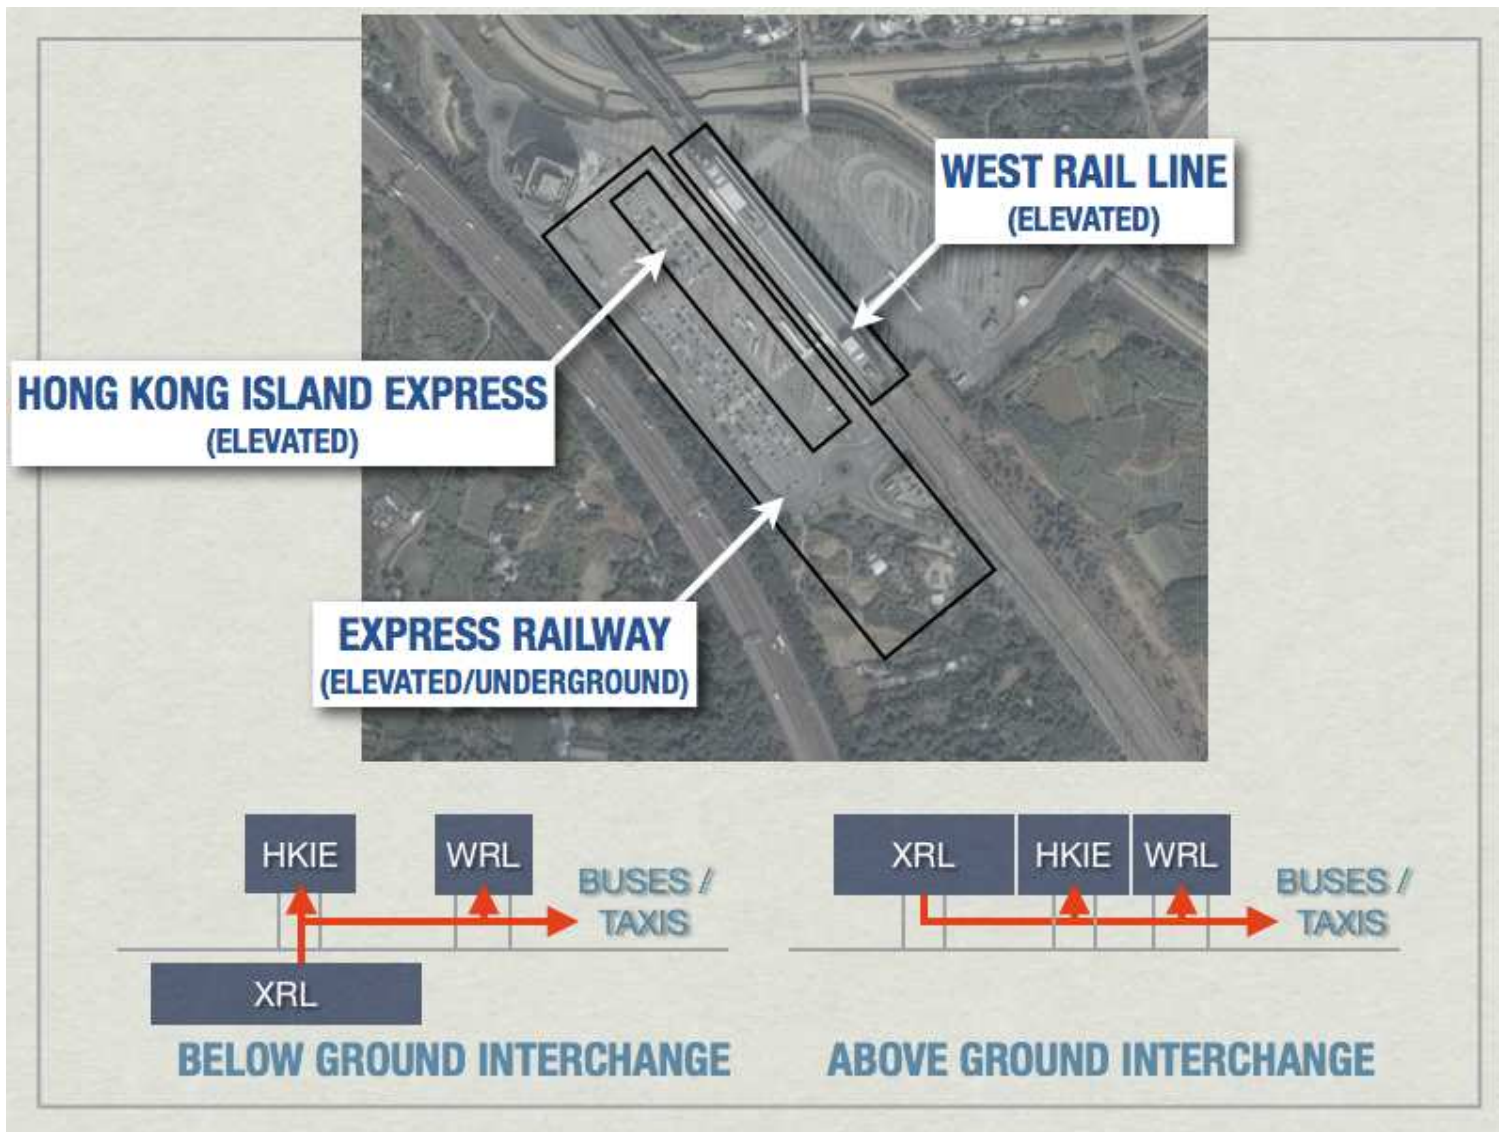 WEST RAIL LINE
(ELEVATED)
HONG KONG ISLAND EXPRESS
(ELEVATED)
EXPRESS RAILWAY
(ELEVATED/UNDERGROUND)
HKIE
WRL
BUSES /
TAXIS
XRL
BELOW GROUND INTERCHANGE
XRL
HKIE
WRL
BUSES /
TAXIS
ABOVE GROUND INTERCHANGE